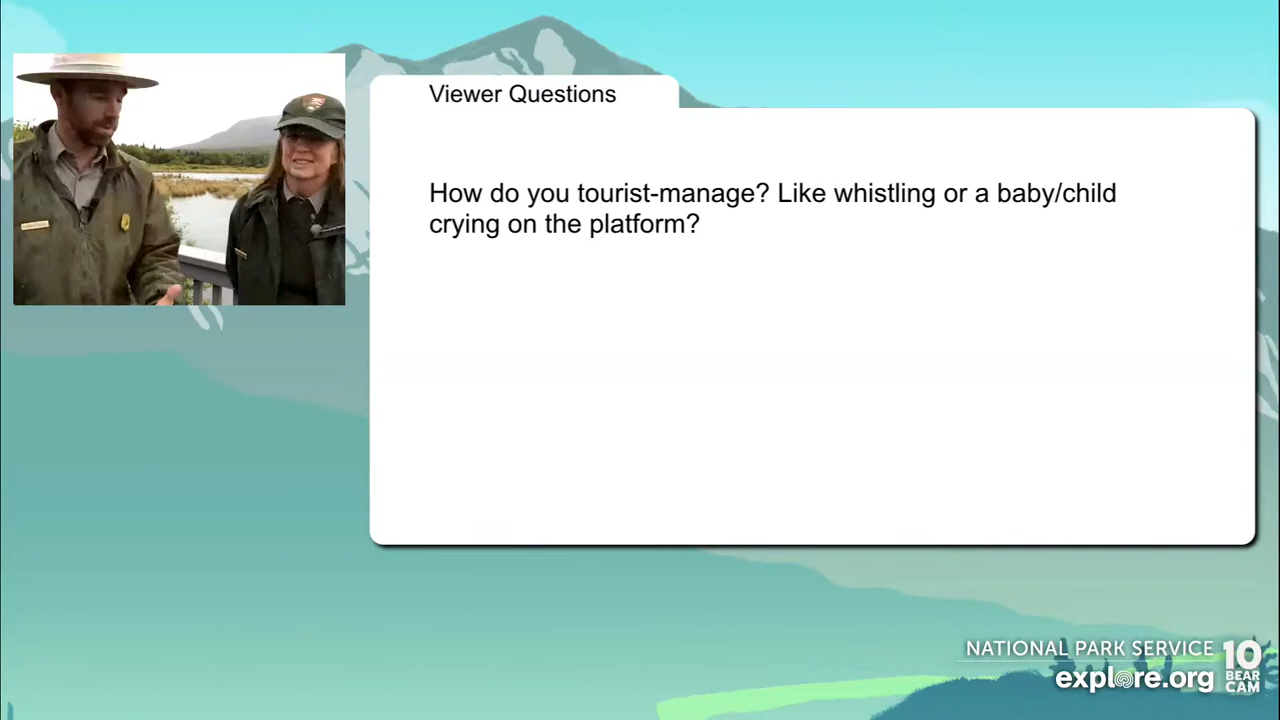 Viewer Questions
How do you tourist-manage? Like whistling or a baby/child
crying on the platform?
NATIONAL PARK SERVICE
explore.org
10
BEAR
CAM